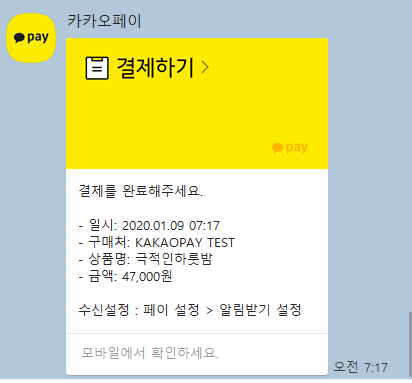 pay
카카오페이
결제하기 >
pay
결제를 완료해주세요.
- 일시: 2020.01.09 07:17
- 구매처: KAKAOPAY TEST
- 상품명: 극적인하룻밤
- 금액: 47,000원
수신설정 : 페이 설정 > 알림받기 설정
모바일에서 확인하세요.
오전 7:17